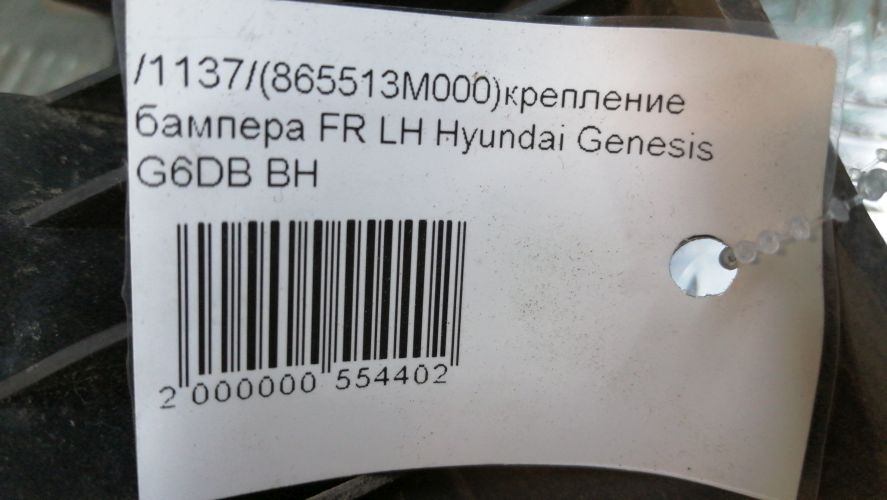 /1137/(865513M000)крепление
бампера FR LH Hyundai Genesis
G6DB BH
2 000000 554402